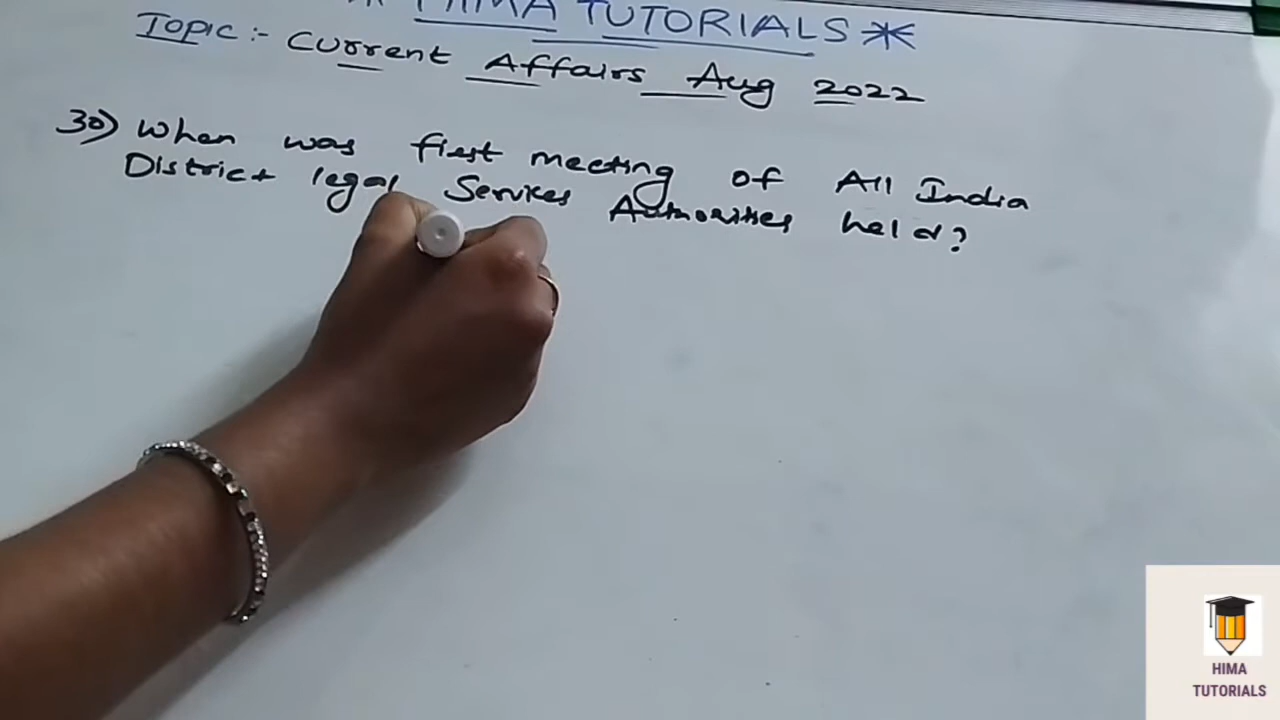 * HIMA TUTORIALS *
Topic:- Current Affairs Aug 2022
30) When was first meeting of All India
District legal Services Authorities held?
HIMA
TUTORIALS